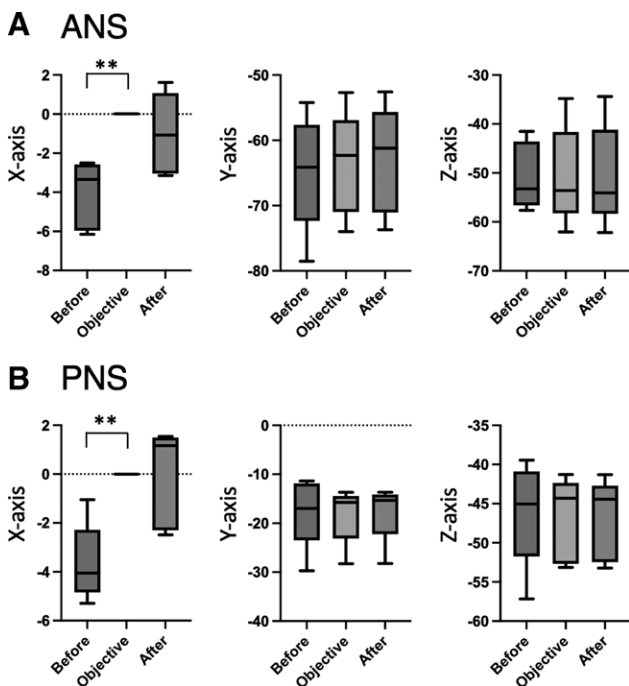 A ANS
**
X-axis
2
0
-2
-4
-6
-8
Before
Objective
After
Y-axis
-50
-60
-70
-80
Before
Objective
After
Z-axis
-30
-40
-50
-60
-70
Before
Objective
After
B PNS
**
X-axis
2
0
-2
-4
-6
Before
Objective
After
Y-axis
0
-10
-20
-30
-40
Before
Objective
After
Z-axis
-35
-40
-45
-50
-55
-60
Before
Objective
After